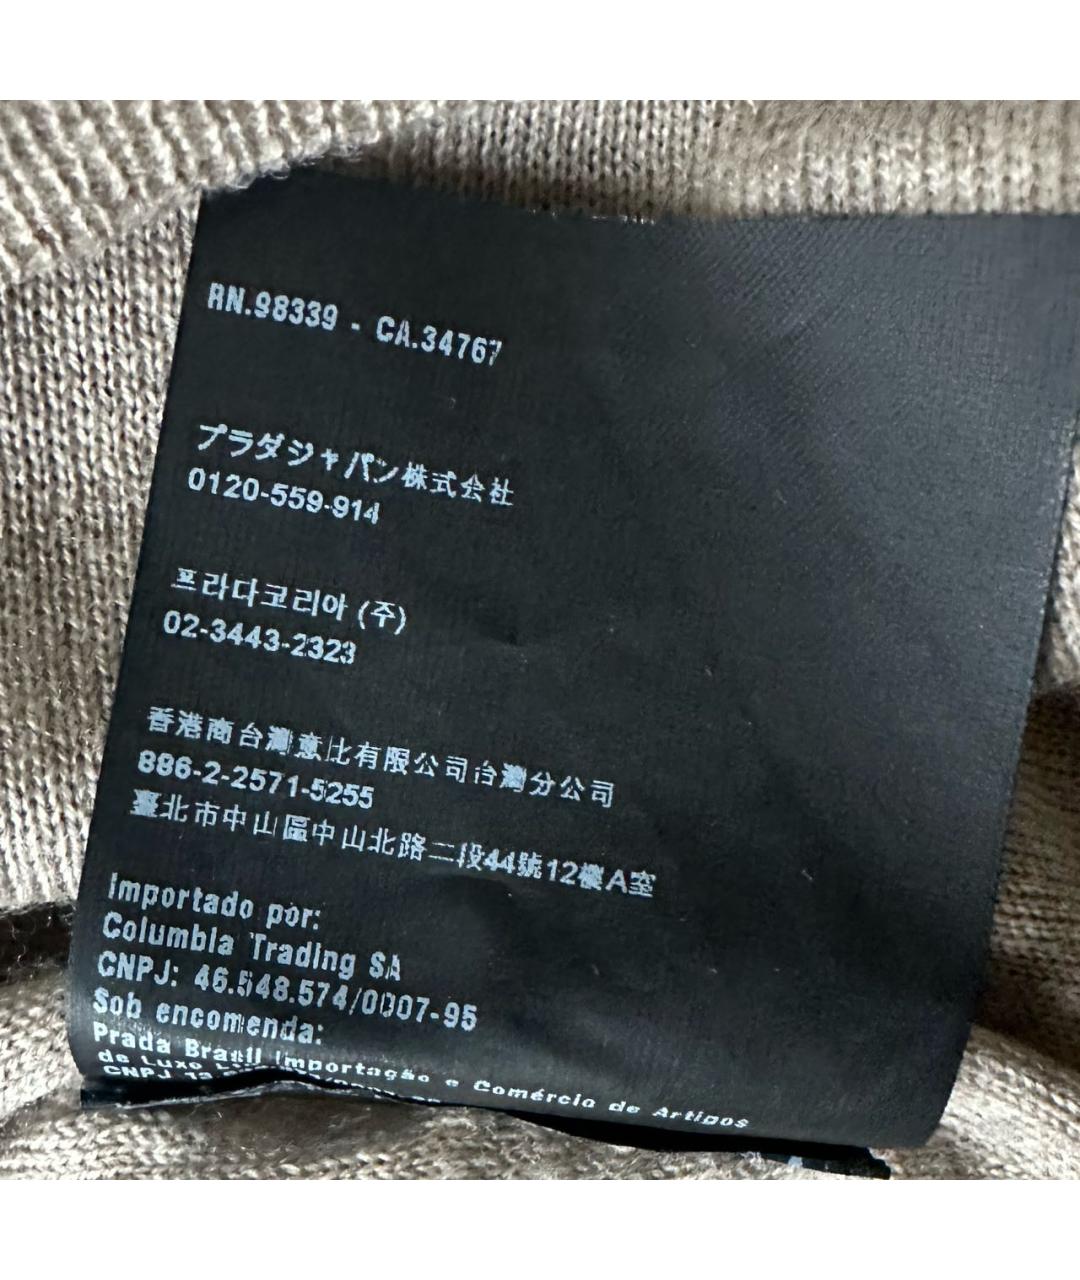 RN.98339 - CA.34767
プラダジャパン株式会社
0120-559-914
프라다코리아 (주)
02-3443-2323
香港商台灣意比有限公司台灣分公司
886-2-2571-5255
臺北市中山區中山北路二段44號12樓A室
Importado por:
Columbia Trading SA
CNPJ: 46.548.574/0007-95
Sob encomenda:
Prada Brasil Importação e Comércio de Artigos
de Luxo
CNPJ